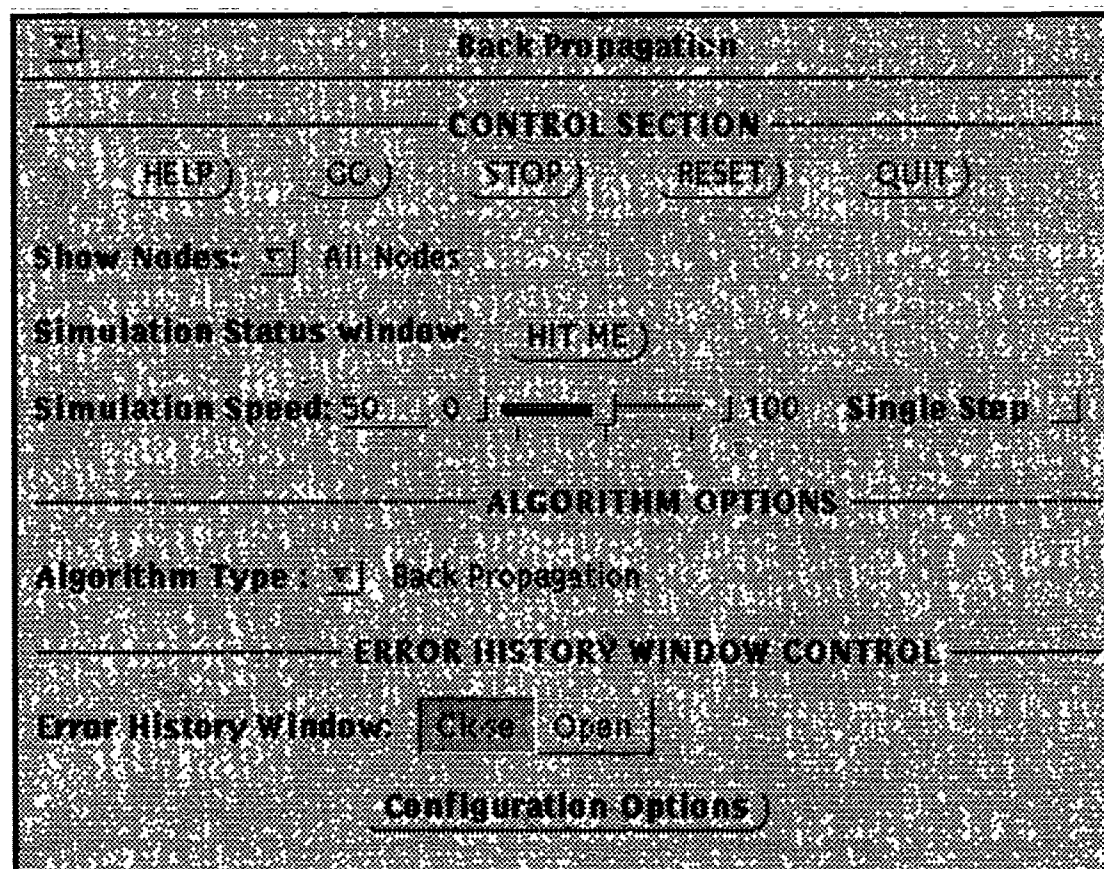 Back Propagation
CONTROL SECTION
HELP GO STOP RESET QUIT
Show Nodes: All Nodes
Simulation Status window: HIT ME
Simulation Speed: 50 0 100 Single Step
ALGORITHM OPTIONS
Algorithm Type : Back Propagation
ERROR HISTORY WINDOW CONTROL
Error History Window: Close Open
Configuration Options